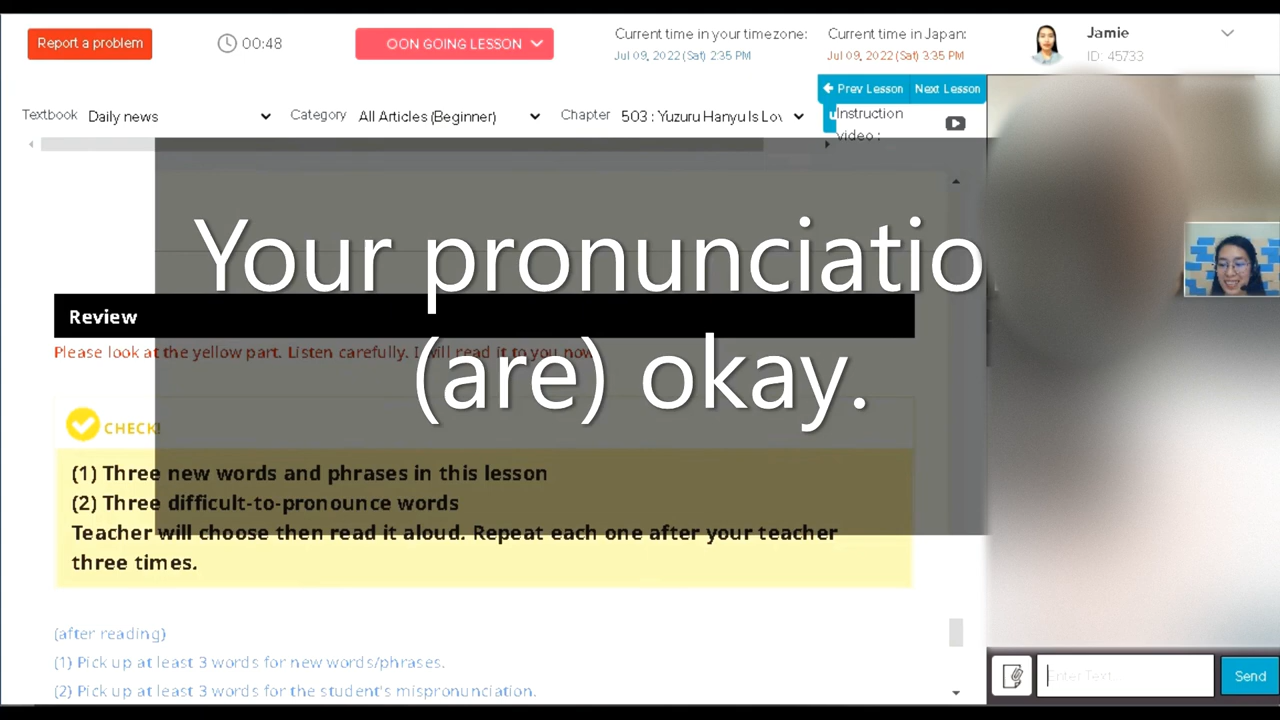 Report a problem
00:48
OON GOING LESSON
Current time in your timezone:
Jul 09, 2022 (Sat) 2:35 PM
Current time in Japan:
Jul 09, 2022 (Sat) 3:35 PM
Jamie
ID: 45733
Prev Lesson Next Lesson
Textbook Daily news
Category All Articles (Beginner)
Chapter 503 : Yuzuru Hanyu Is Lov
Instruction
video :
Your pronunciatio
(are) okay.
Review
Please look at the yellow part. Listen carefully. I will read it to you now.
CHECK!
(1) Three new words and phrases in this lesson
(2) Three difficult-to-pronounce words
Teacher will choose then read it aloud. Repeat each one after your teacher
three times.
(after reading)
(1) Pick up at least 3 words for new words/phrases.
(2) Pick up at least 3 words for the student's mispronunciation.
Enter Text
Send